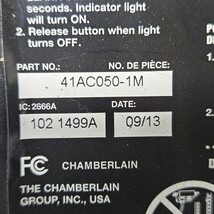 seconds. Indicator light
will turn on.
2. Release button when light
turns OFF.
PART NO.: NO. DE PIÈCE:
41AC050-1M
IC: 2666A DATE:
102 1499A 09/13
FC CHAMBERLAIN
THE CHAMBERLAIN
GROUP, INC., USA